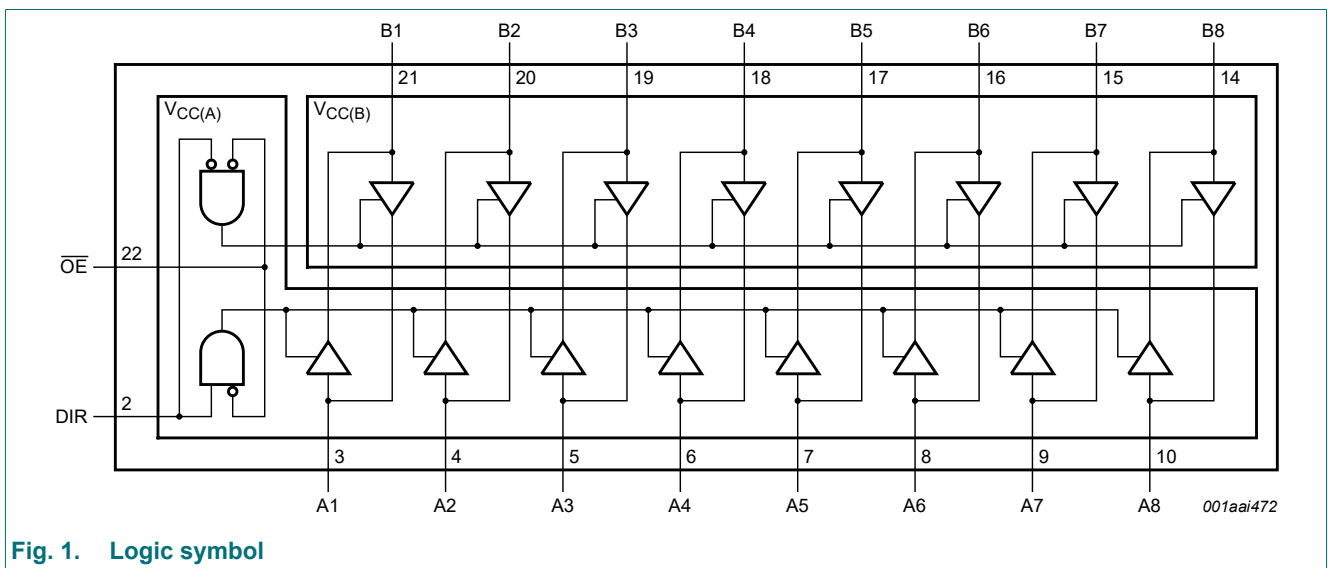 B1 B2 B3 B4 B5 B6 B7 B8
21 20 19 18 17 16 15 14
VCC(A) VCC(B)
OE 22
DIR 2
3 4 5 6 7 8 9 10
A1 A2 A3 A4 A5 A6 A7 A8 001aai472
Fig. 1. Logic symbol